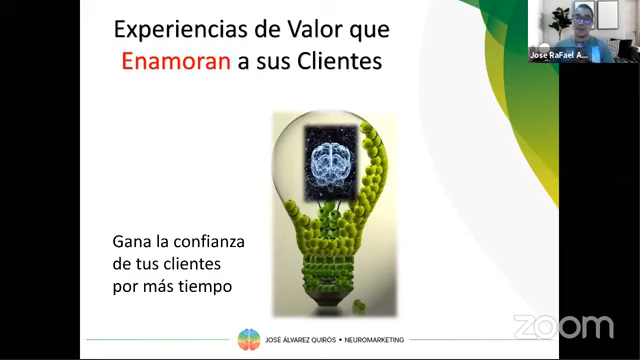 Experiencias de Valor que
Enamoran a sus Clientes
Jose RaFael A...
Gana la confianza
de tus clientes
por más tiempo
JOSÉ ÁLVAREZ QUIRÓS • NEUROMARKETING
zoom